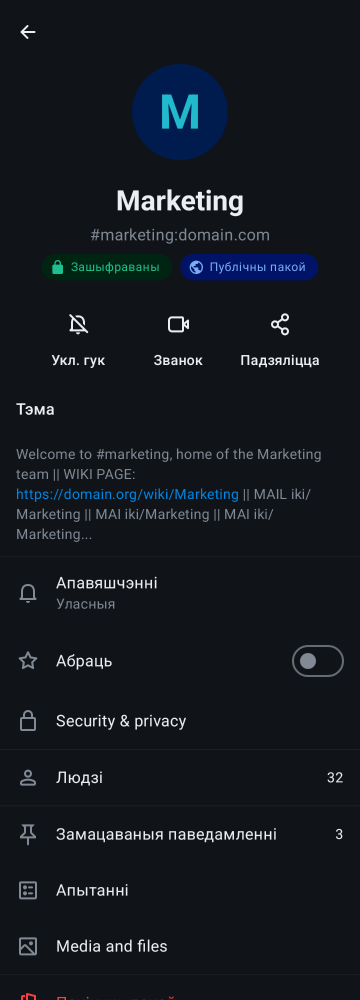 M
Marketing
#marketing:domain.com
Зашыфраваны
Публічны пакой
Укл. гук
Званок
Падзяліцца
Тэма
Welcome to #marketing, home of the Marketing
team || WIKI PAGE:
https://domain.org/wiki/Marketing || MAIL iki/
Marketing || MAI iki/Marketing || MAI iki/
Marketing...
Апавяшчэнні
Уласныя
Абраць
Security & privacy
Людзі 32
Замацаваныя паведамленні 3
Апытанні
Media and files